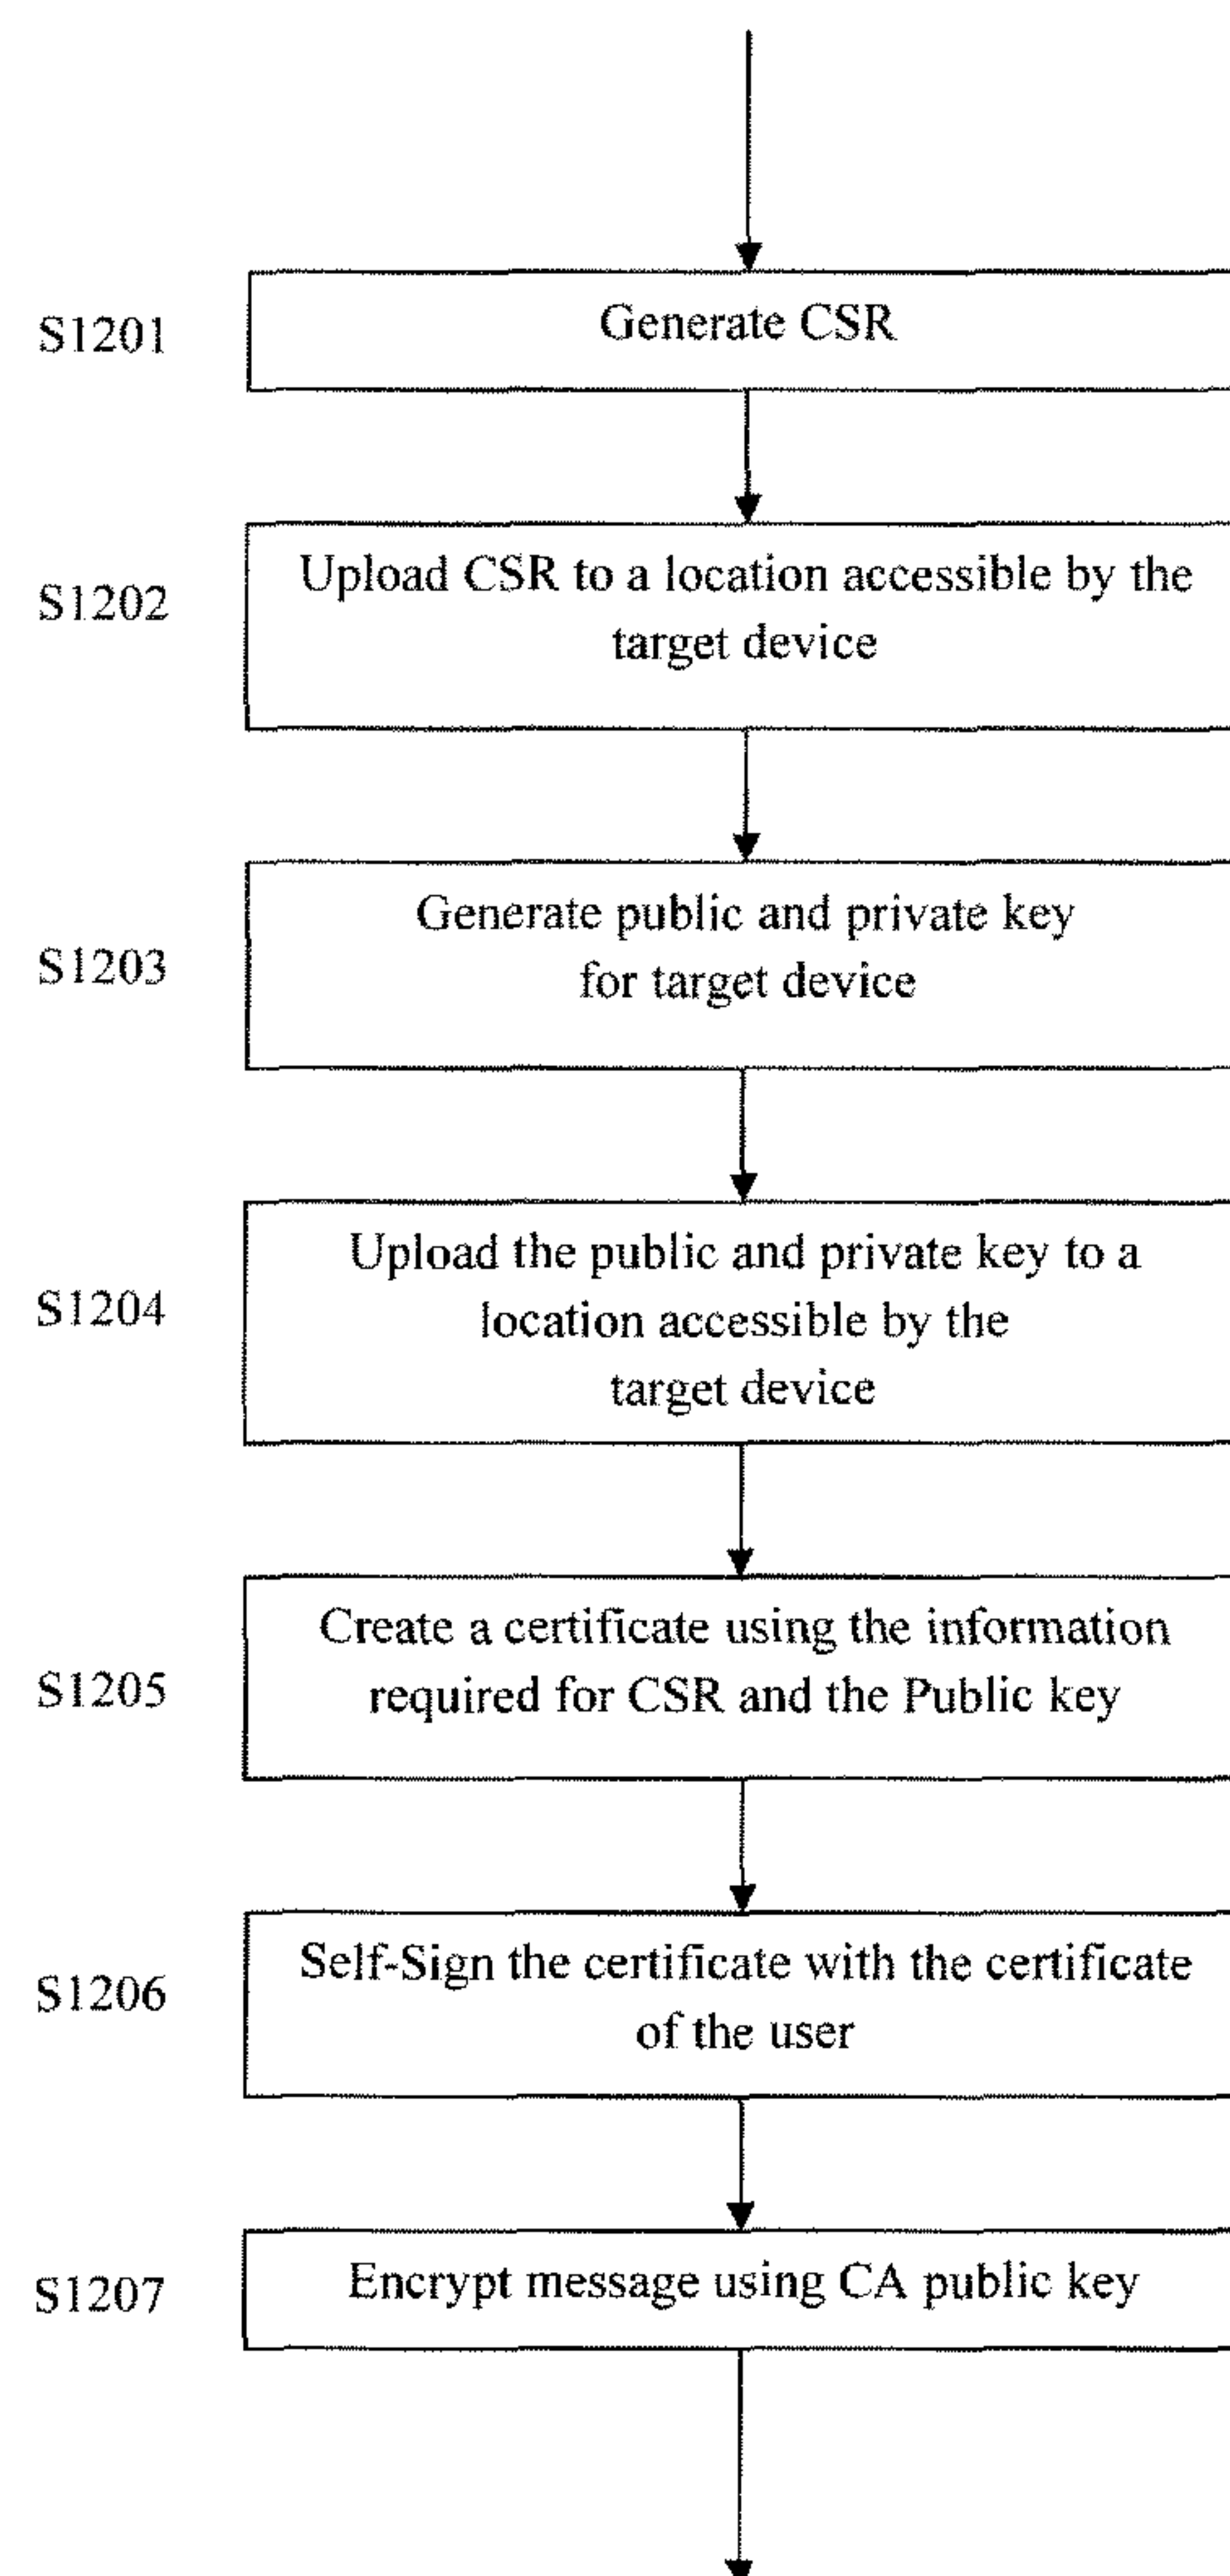 S1201
Generate CSR
S1202
Upload CSR to a location accessible by the
target device
S1203
Generate public and private key
for target device
S1204
Upload the public and private key to a
location accessible by the
target device
S1205
Create a certificate using the information
required for CSR and the Public key
S1206
Self-Sign the certificate with the certificate
of the user
S1207
Encrypt message using CA public key